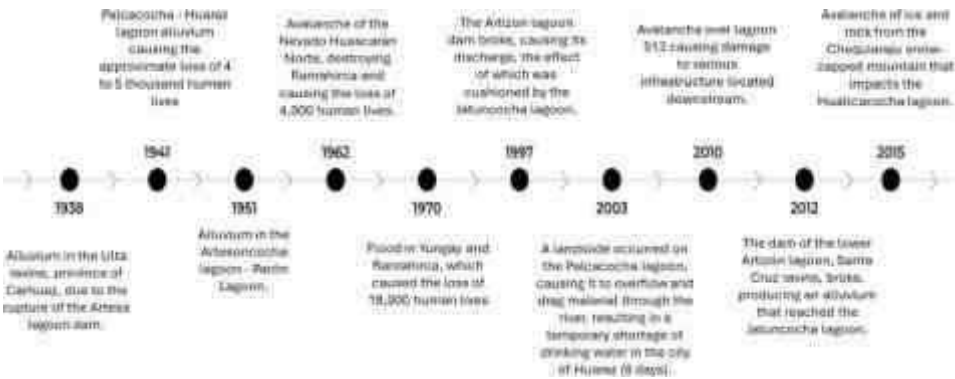 Palcacocha - Huaraz
lagoon alluvium
causing the
approximate loss of 4
to 5 thousand human
lives
Avalanche of the
Nevado Huascaran
Norte, destroying
Ranrahirca and
causing the loss of
4,000 human lives.
The Artizon lagoon
dam broke, causing its
discharge, the effect
of which was
cushioned by the
Jatuncocha lagoon.
Avalanche over lagoon
513 causing damage
to various
infrastructure located
downstream.
Avalanche of ice and
rock from the
snow-
capped mountain that
impacts the
Huallcacocha lagoon.
1941
1962
1997
2010
2015
1938
1951
1970
2003
2012
Alluvium in the Ulta
ravine, province of
Carhuaz, due to the
rupture of the Artesa
lagoon dam.
Alluvium in the
Artesoncocha
lagoon - Parón
Lagoon.
Flood in Yungay and
Ranrahirca, which
caused the loss of
18,000 human lives
A landslide occurred on
the Palcacocha lagoon,
causing it to overflow and
drag material through the
river, resulting in a
temporary shortage of
drinking water in the city
of Huaraz (6 days).
The dam of the lower
Artizón lagoon, Santa
Cruz ravine, broke,
producing an alluvium
that reached the
Jatuncocha lagoon.